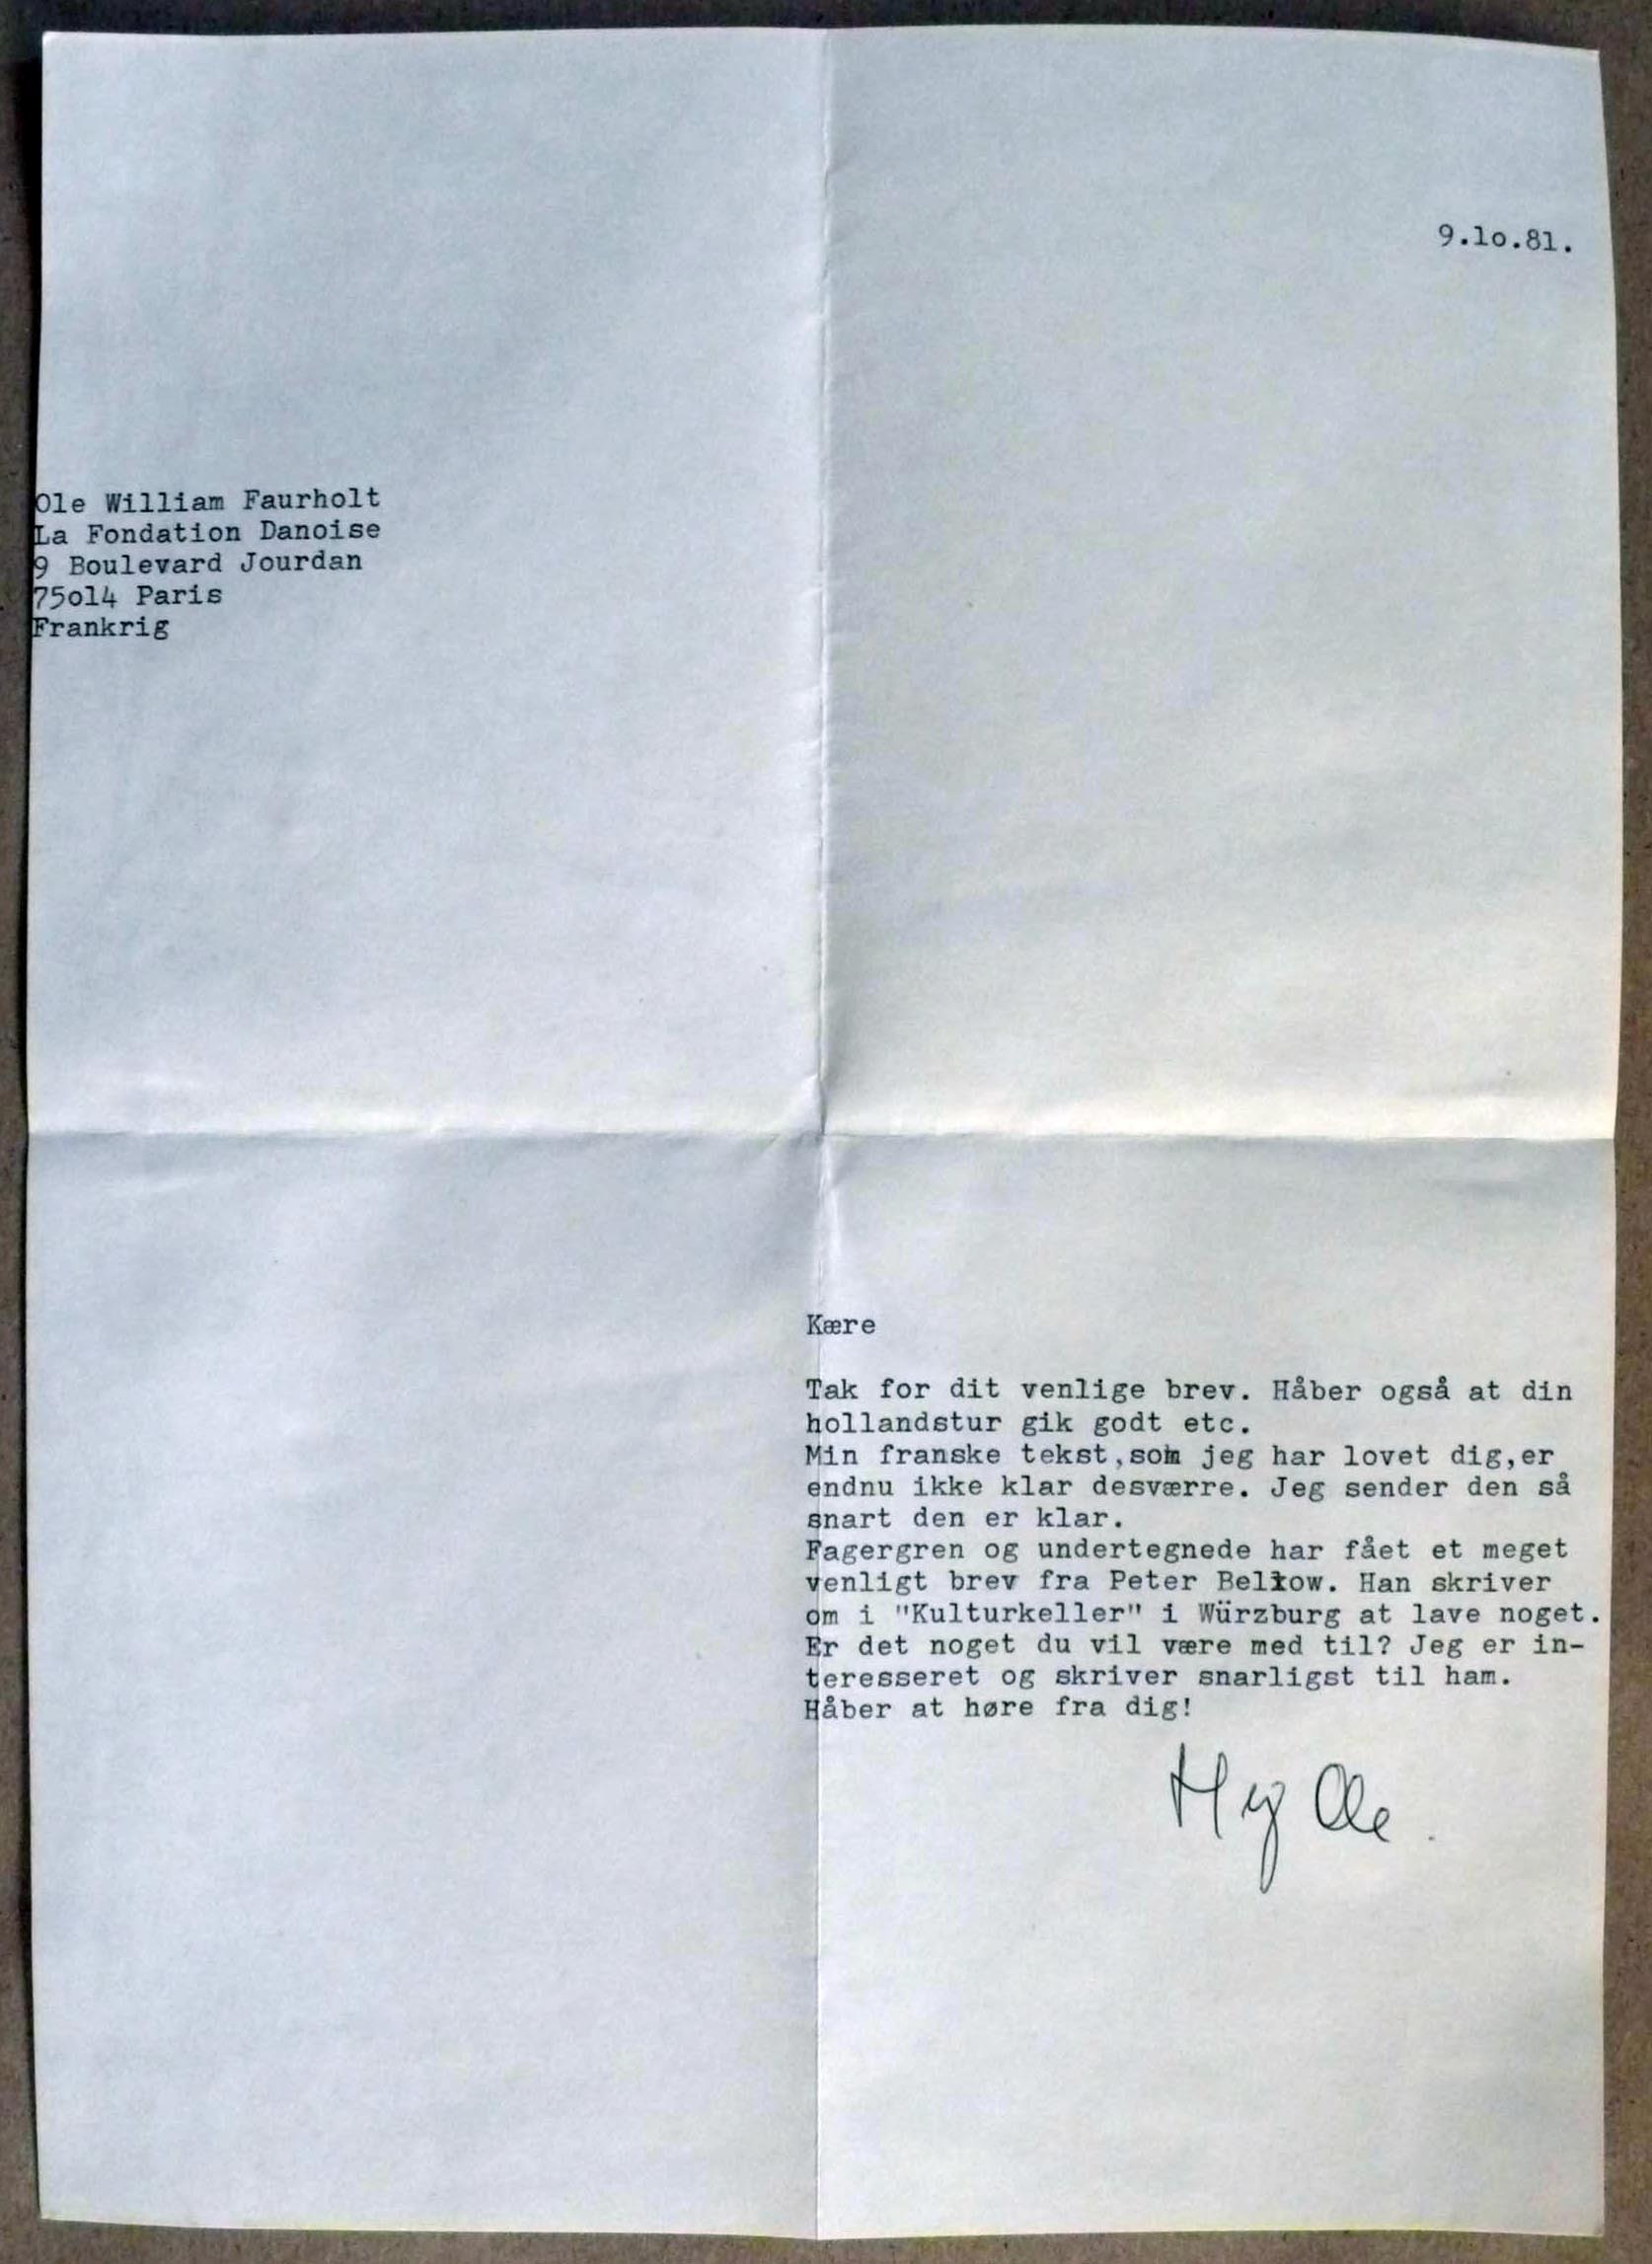 9.lo.81.
Ole William Faurholt
La Fondation Danoise
9 Boulevard Jourdan
75ol4 Paris
Frankrig
Kære
Tak for dit venlige brev. Håber også at din
hollandstur gik godt etc.
Min franske tekst,som jeg har lovet dig,er
endnu ikke klar desværre. Jeg sender den så
snart den er klar.
Fagergren og undertegnede har fået et meget
venligt brev fra Peter . Han skriver
om i "Kulturkeller" i Würzburg at lave noget.
Er det noget du vil være med til? Jeg er in-
teresseret og skriver snarligst til ham.
Håber at høre fra dig!
Ole